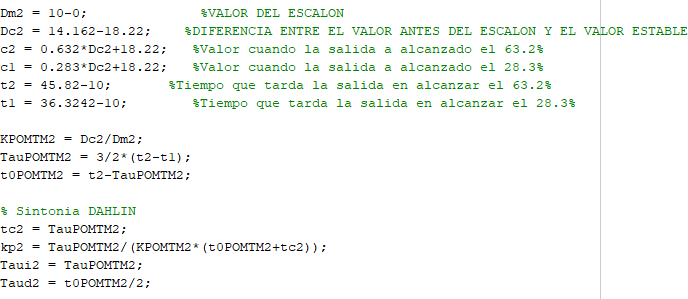 Dm2 = 10-0; %VALOR DEL ESCALON
Dc2 = 14.162-18.22; %DIFERENCIA ENTRE EL VALOR ANTES DEL ESCALON Y EL VALOR ESTABLE
c2 = 0.632*Dc2+18.22; %Valor cuando la salida a alcanzado el 63.2%
c1 = 0.283*Dc2+18.22; %Valor cuando la salida a alcanzado el 28.3%
t2 = 45.82-10; %Tiempo que tarda la salida en alcanzar el 63.2%
t1 = 36.3242-10; %Tiempo que tarda la salida en alcanzar el 28.3%
KPOMTM2 = Dc2/Dm2;
TauPOMTM2 = 3/2*(t2-t1);
t0POMTM2 = t2-TauPOMTM2;
% Sintonia DAHLIN
tc2 = TauPOMTM2;
kp2 = TauPOMTM2/(KPOMTM2*(t0POMTM2+tc2));
Taui2 = TauPOMTM2;
Taud2 = t0POMTM2/2;